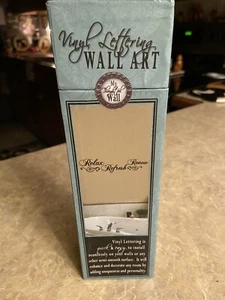 Vinyl Lettering
WALL ART
Wall
Relax
Refresh
Renew
Vinyl Lettering is
quick & easy to install
seamlessly on your walls or any
other semi-smooth surface. It will
enhance and decorate any room by
adding uniqueness and personality.